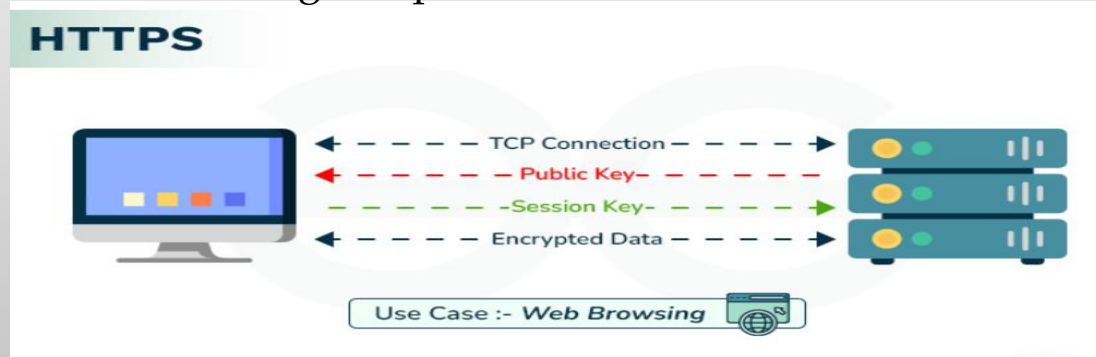 HTTPS
TCP Connection
Public Key
Session Key
Encrypted Data
Use Case :- Web Browsing